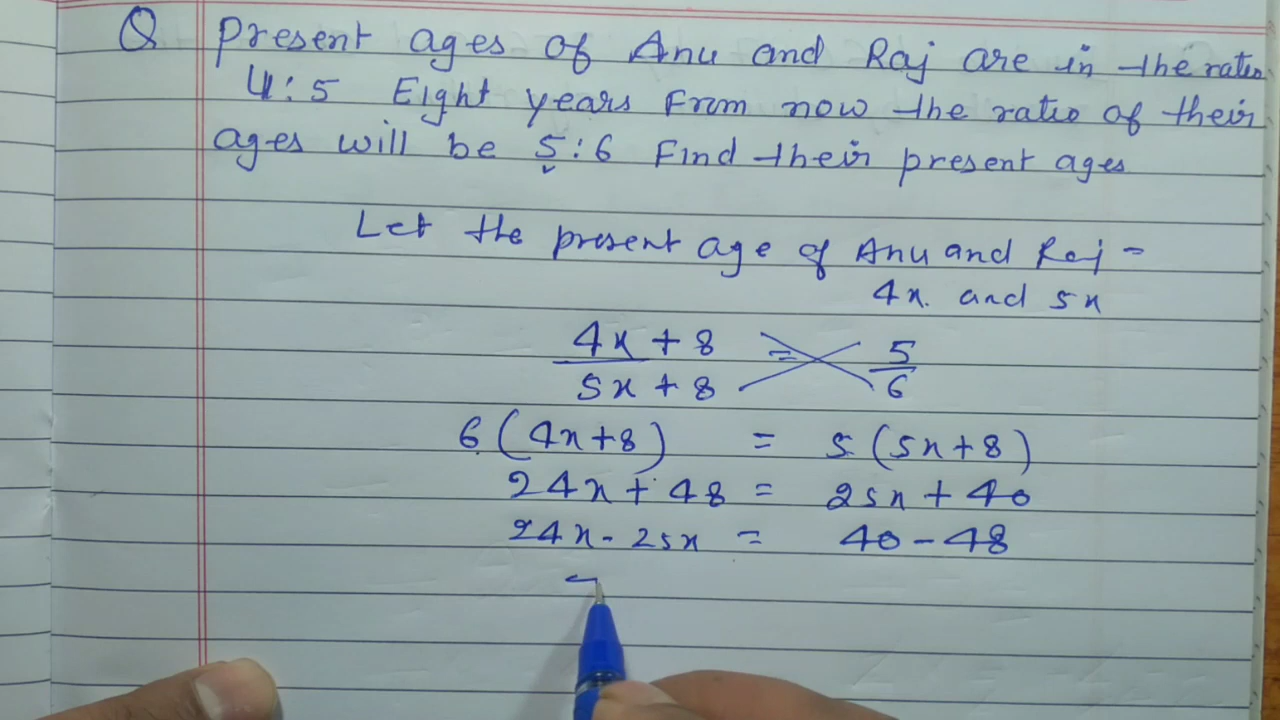 Q Present ages of Anu and Raj are in the ratio
4:5 Eight years From now the ratio of their
ages will be 5:6 Find their present ages
Let the present age of Anu and Raj =
4x. and 5x
4x + 8 = 5
5x + 8 6
6 (4x+8) = 5 (5x+8)
24x + 48 = 25x + 40
24x - 25x = 40 - 48